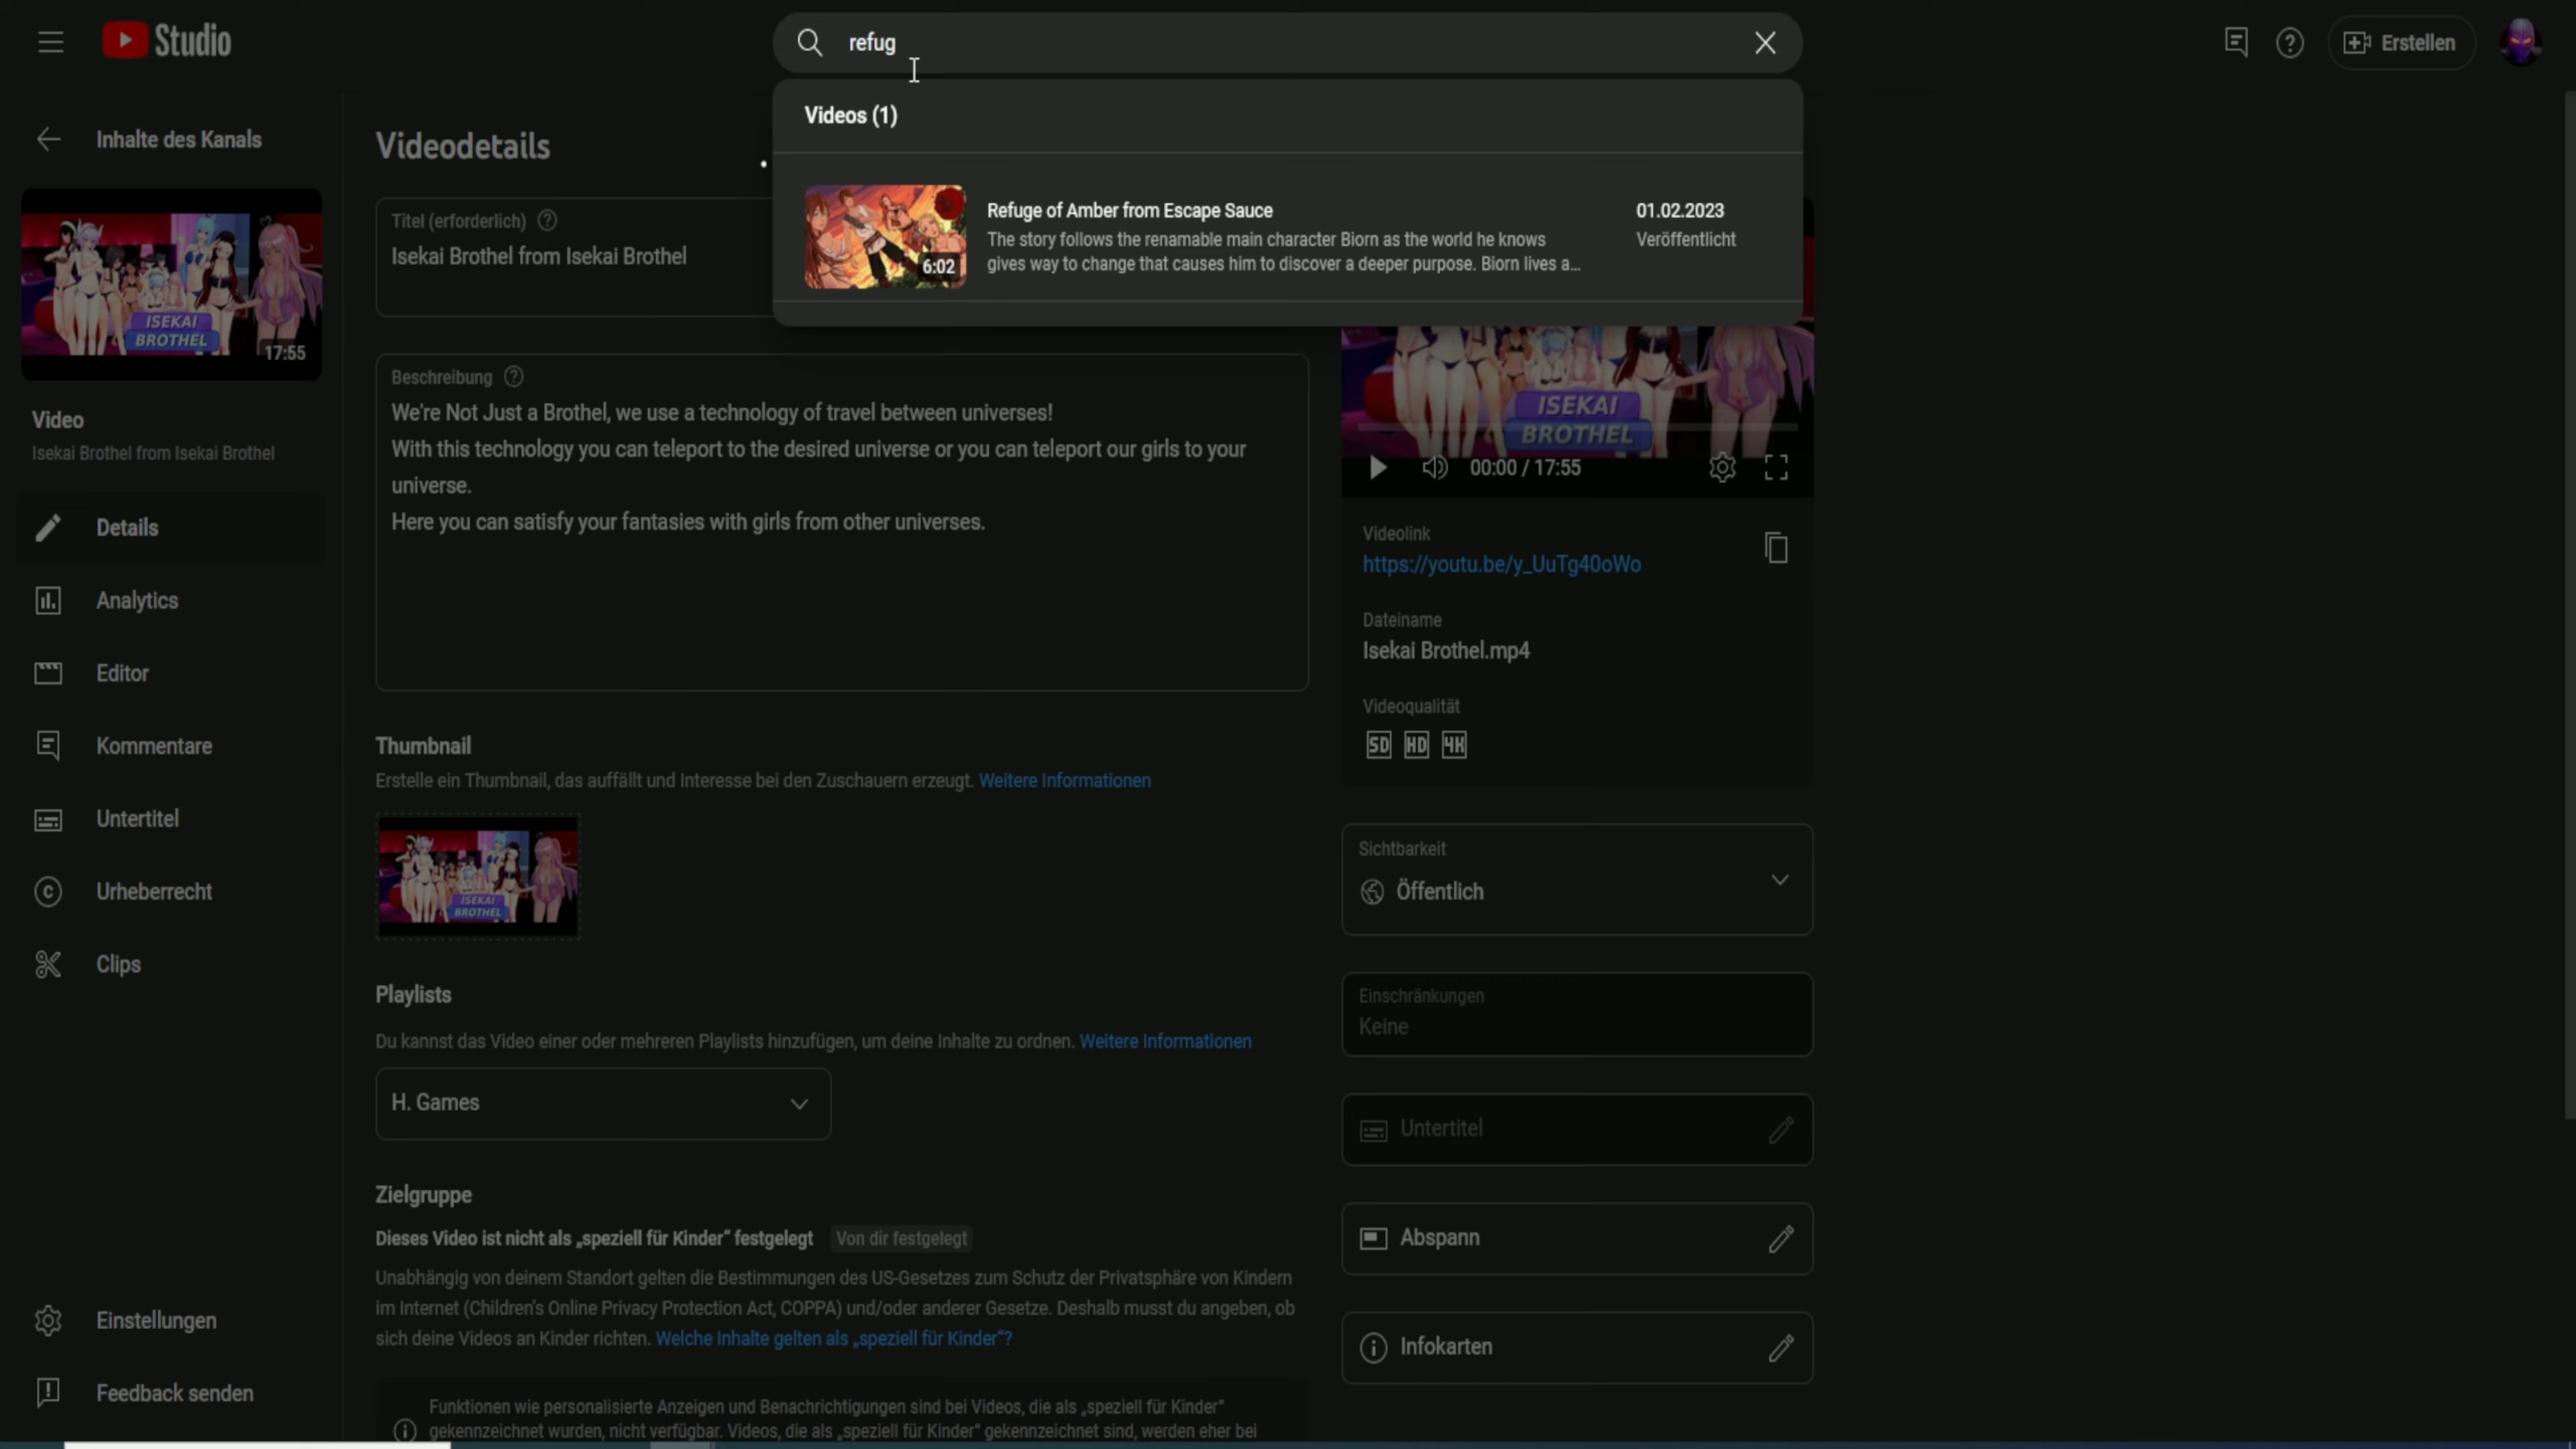 Studio
refug
Erstellen
Videos (1)
Refuge of Amber from Escape Sauce
01.02.2023
The story follows the renamable main character Biorn as the world he knows
Veröffentlicht
gives way to change that causes him to discover a deeper purpose. Biorn lives a...
6:02
Inhalte des Kanals
ISEKAI
BROTHEL
17:55
Video
Isekai Brothel from Isekai Brothel
Details
Analytics
Editor
Kommentare
Untertitel
Urheberrecht
Clips
Einstellungen
Feedback senden
Videodetails
Titel (erforderlich)
Isekai Brothel from Isekai Brothel
Beschreibung
We're Not Just a Brothel, we use a technology of travel between universes!
With this technology you can teleport to the desired universe or you can teleport our girls to your
universe.
Here you can satisfy your fantasies with girls from other universes.
Thumbnail
Erstelle ein Thumbnail, das auffällt und Interesse bei den Zuschauern erzeugt. Weitere Informationen
ISEKAI
BROTHEL
Playlists
Du kannst das Video einer oder mehreren Playlists hinzufügen, um deine Inhalte zu ordnen. Weitere Informationen
H. Games
Zielgruppe
Dieses Video ist nicht als „speziell für Kinder“ festgelegt Von dir festgelegt
Unabhängig von deinem Standort gelten die Bestimmungen des US-Gesetzes zum Schutz der Privatsphäre von Kindern
im Internet (Children's Online Privacy Protection Act, COPPA) und/oder anderer Gesetze. Deshalb musst du angeben, ob
sich deine Videos an Kinder richten. Welche Inhalte gelten als „speziell für Kinder“?
Funktionen wie personalisierte Anzeigen und Benachrichtigungen sind bei Videos, die als „speziell für Kinder“
gekennzeichnet wurden, nicht verfügbar. Videos, die als „speziell für Kinder“ gekennzeichnet sind, werden eher bei
ISEKAI
BROTHEL
00:00 / 17:55
Videolink
https://youtu.be/y_UuTg40oWo
Dateiname
Isekai Brothel.mp4
Videoqualität
SD HD 4K
Sichtbarkeit
Öffentlich
Einschränkungen
Keine
Untertitel
Abspann
Infokarten